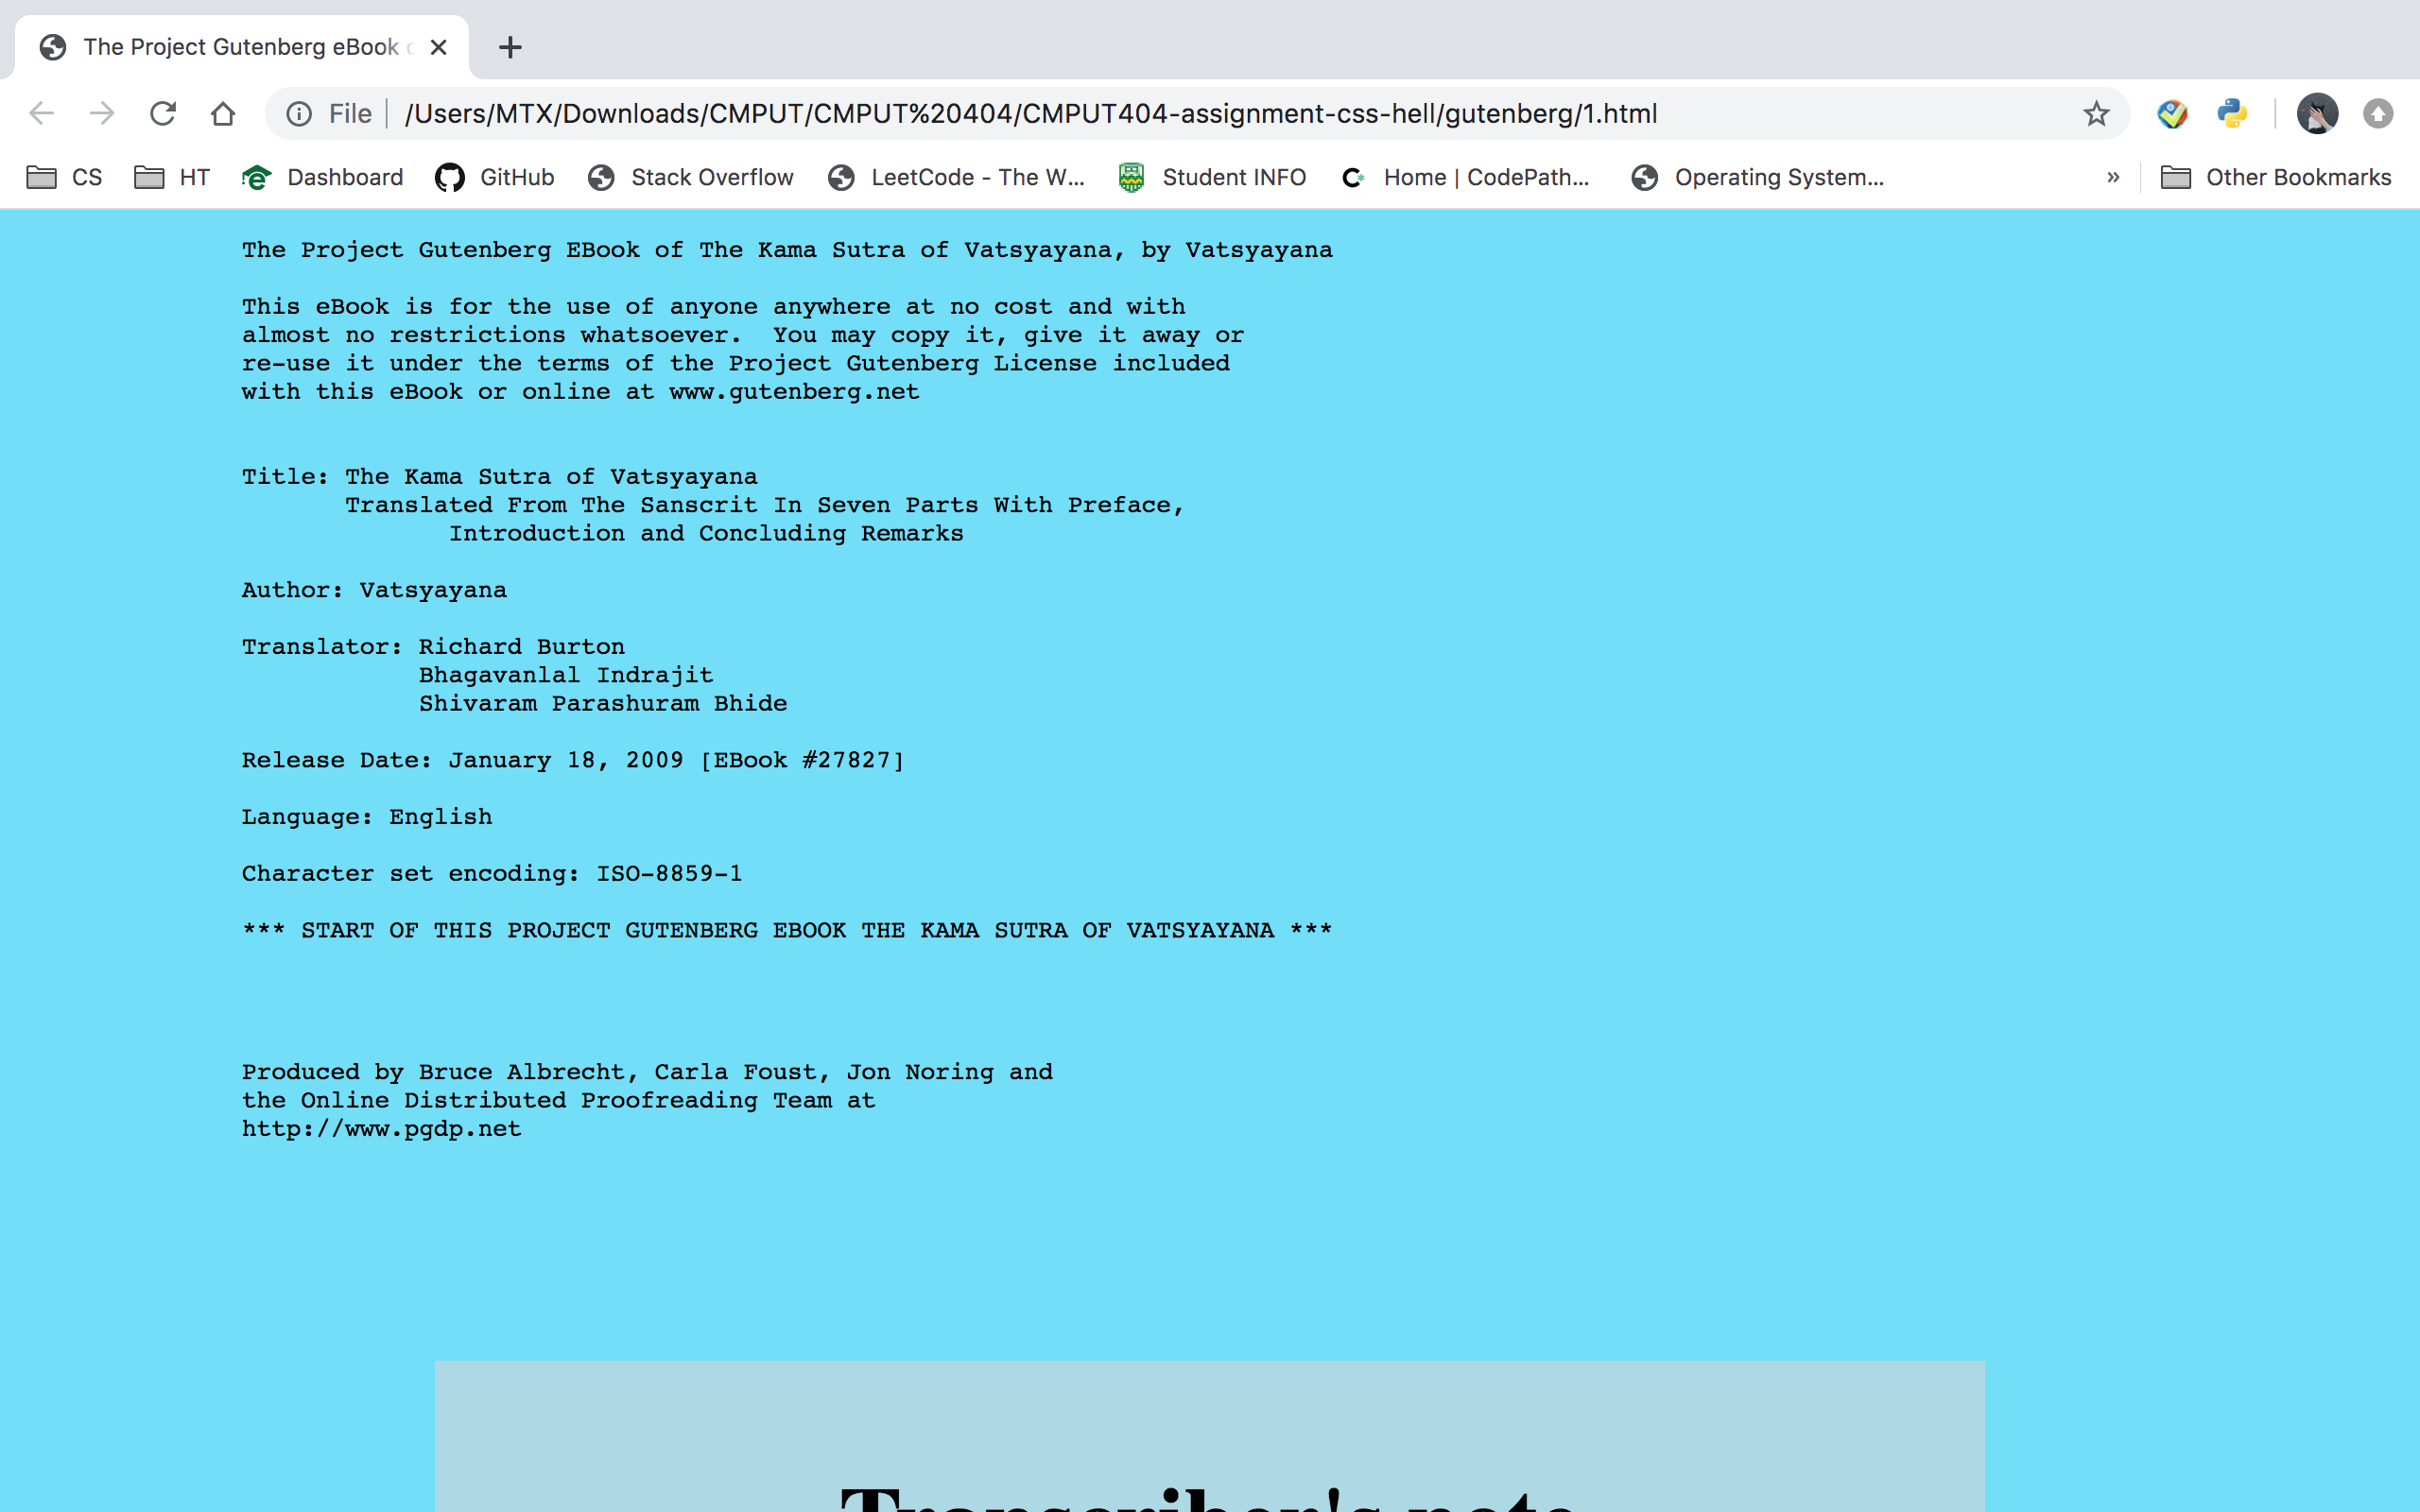 The Project Gutenberg eBook
File
/Users/MTX/Downloads/CMPUT/CMPUT%20404/CMPUT404-assignment-css-hell/gutenberg/1.html
CS HT Dashboard GitHub Stack Overflow LeetCode - The W... Student INFO Home | CodePath... Operating System... » Other Bookmarks
The Project Gutenberg EBook of The Kama Sutra of Vatsyayana, by Vatsyayana
This eBook is for the use of anyone anywhere at no cost and with
almost no restrictions whatsoever.  You may copy it, give it away or
re-use it under the terms of the Project Gutenberg License included
with this eBook or online at www.gutenberg.net
Title: The Kama Sutra of Vatsyayana
Translated From The Sanscrit In Seven Parts With Preface,
Introduction and Concluding Remarks
Author: Vatsyayana
Translator: Richard Burton
Bhagavanlal Indrajit
Shivaram Parashuram Bhide
Release Date: January 18, 2009 [EBook #27827]
Language: English
Character set encoding: ISO-8859-1
*** START OF THIS PROJECT GUTENBERG EBOOK THE KAMA SUTRA OF VATSYAYANA ***
Produced by Bruce Albrecht, Carla Foust, Jon Noring and
the Online Distributed Proofreading Team at
http://www.pgdp.net
Transcriber's note